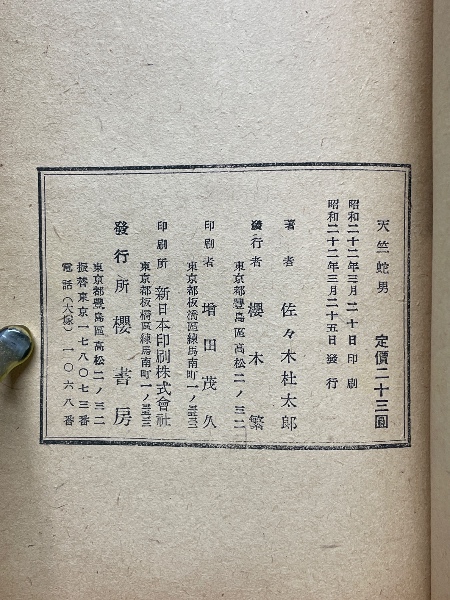 天竺蛇男 定價二十三圓
昭和二十二年三月二十日印刷
昭和二十二年三月二十五日發行
著者 佐々木杜太郎
發行者 櫻木繁
東京都豐島區高松二ノ三二
印刷者 增田茂久
東京都板橋區練馬南町一ノ三五三二
印刷所 新日本印刷株式會社
東京都板橋區練馬南町一ノ三五三二
發行所 櫻書房
東京都豐島區高松二ノ三二
振替東京一七八〇七三番
電話(大塚)一〇六八番